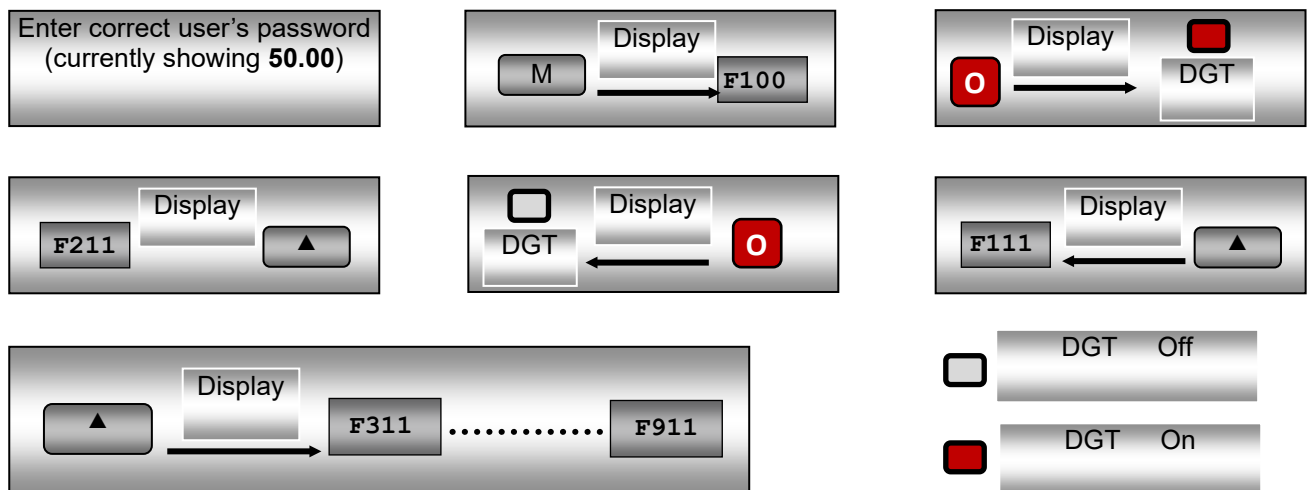 Enter correct user's password
(currently showing 50.00)
M
Display
F100
O
Display
DGT
F211
Display
▲
DGT
Display
O
F111
Display
▲
▲
Display
F311
.............
F911
DGT Off
DGT On